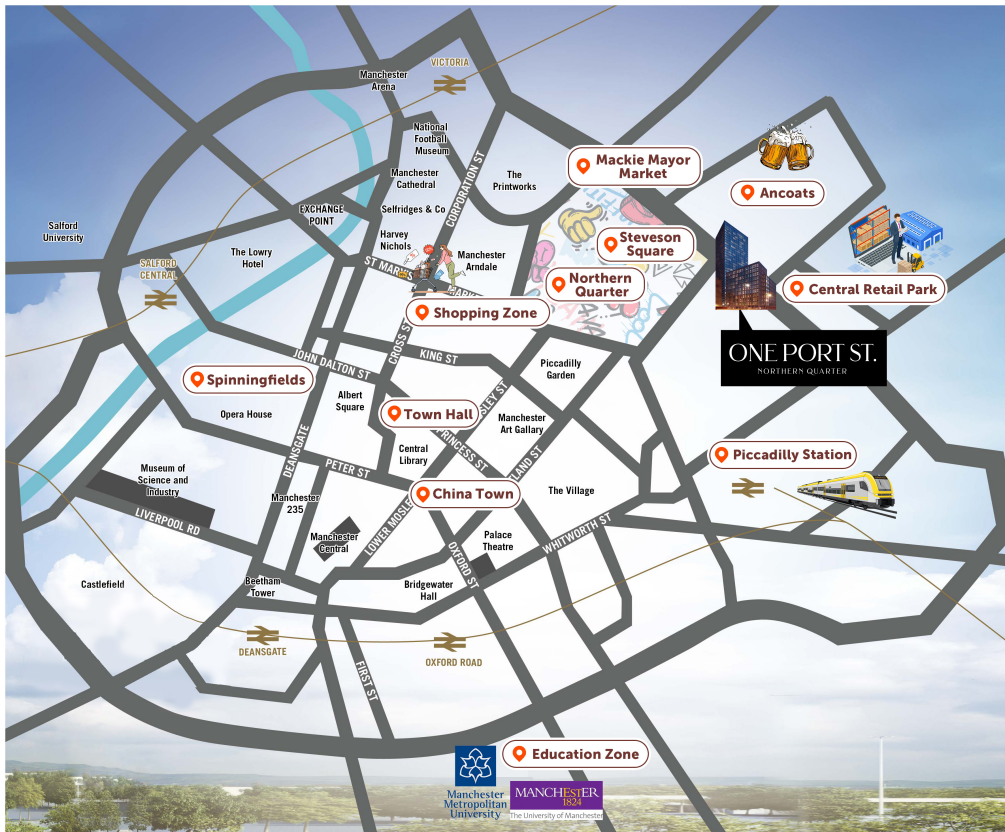 VICTORIA
Manchester
Arena
National
Football
Museum
CORPORATION ST
Mackie Mayor
Market
The
Printworks
Manchester
Cathedral
Ancoats
EXCHANGE
POINT
Selfridges & Co
Salford
University
Harvey
Nichols
Steveson
Square
The Lowry
Hotel
Manchester
Arndale
SALFORD
CENTRAL
ST MARYS
MARK
Northern
Quarter
Central Retail Park
Shopping Zone
CROSS S
ONE PORT ST.
NORTHERN QUARTER
JOHN DALTON ST
KING ST
Piccadilly
Garden
Spinningfields
Albert
Square
SLEY ST
Opera House
Town Hall
Manchester
Art Gallary
PRINCESS ST
DEANSGATE
Central
Library
Piccadilly Station
PETER ST
LAND ST
Museum of
Science and
Industry
China Town
The Village
Manchester
235
LIVERPOOL RD
LOWER MOSLE
Manchester
Central
Palace
Theatre
WHITWORTH ST
OXFORD ST
Castlefield
Beetham
Tower
Bridgewater
Hall
DEANSGATE
OXFORD ROAD
FIRST ST
Education Zone
Manchester
Metropolitan
University
MANCHESTER
1824
The University of Manchester